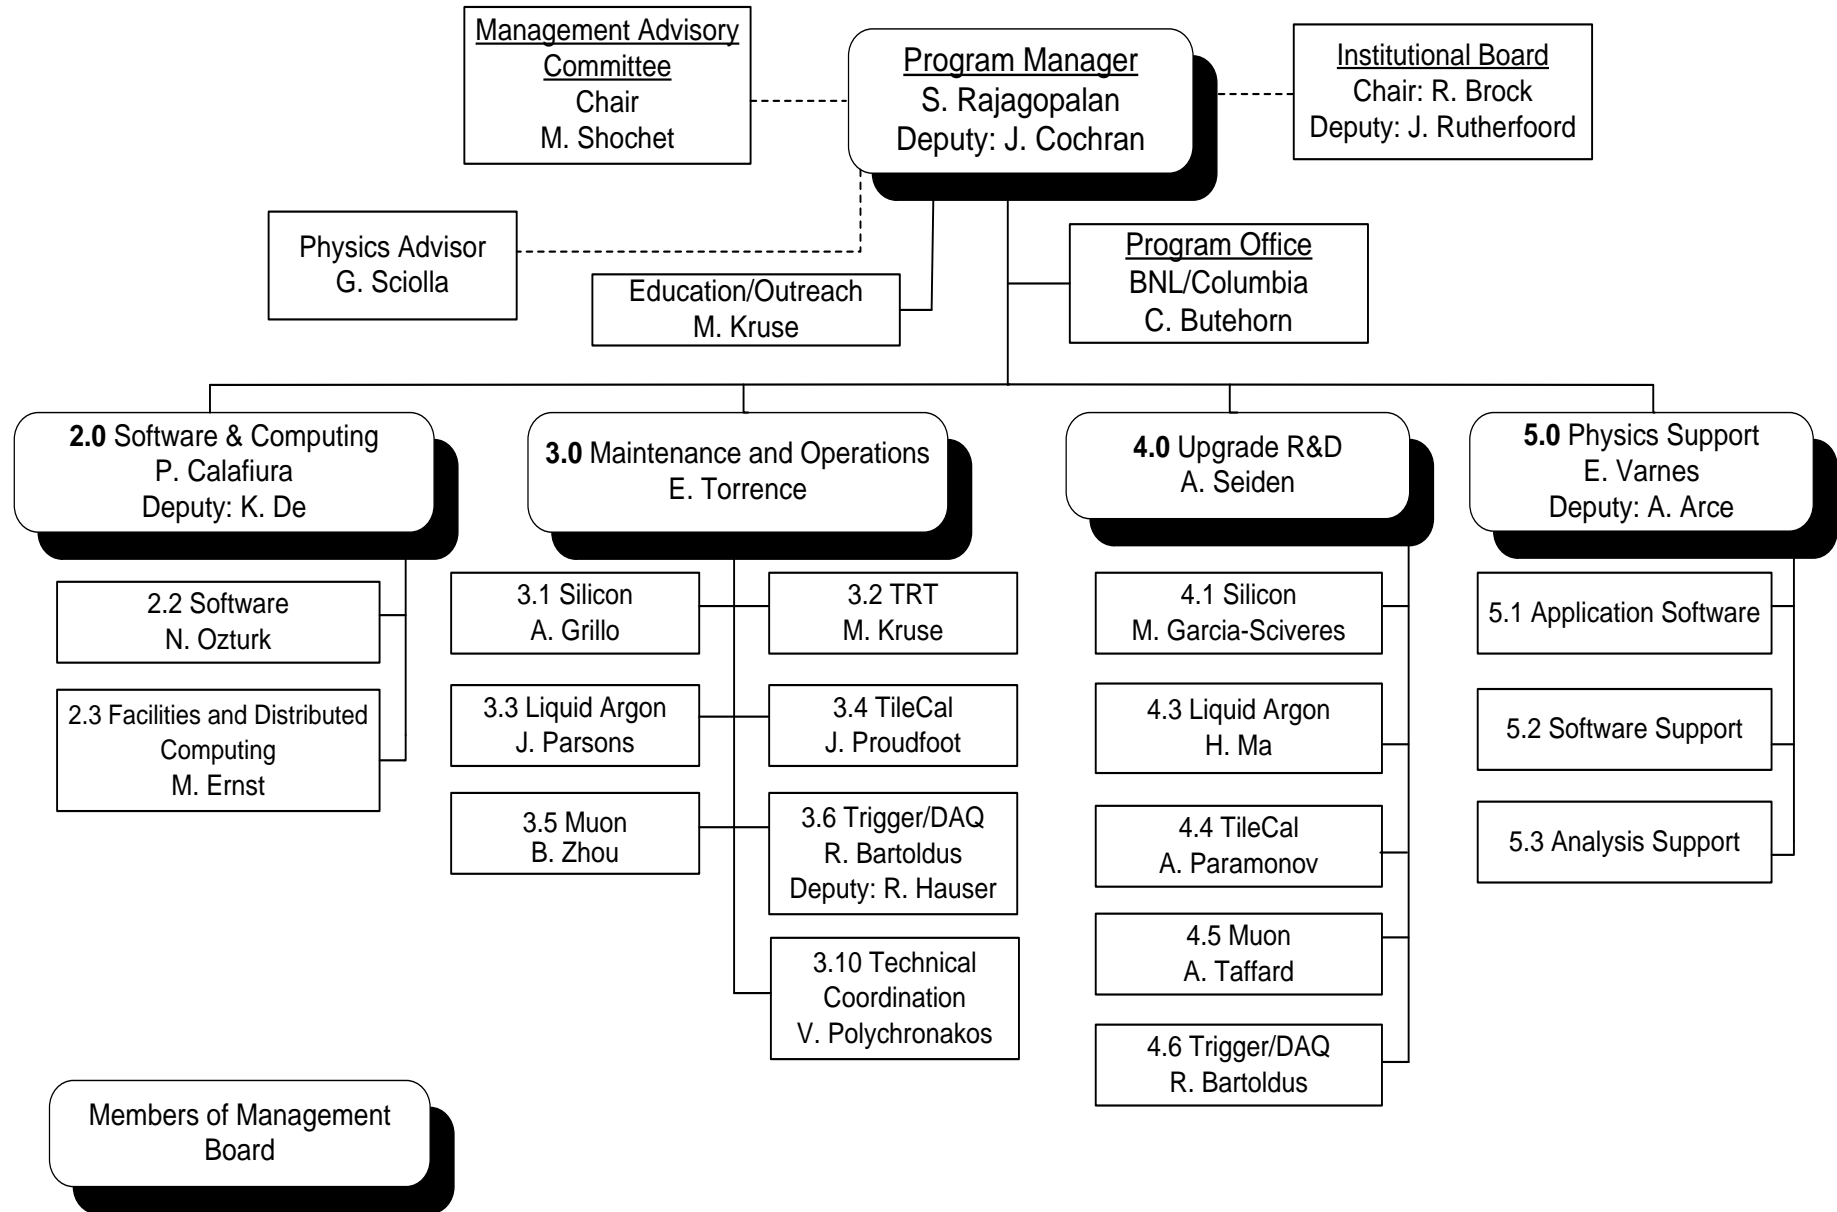 Management Advisory
Committee
Chair
M. Shochet
Program Manager
S. Rajagopalan
Deputy: J. Cochran
Institutional Board
Chair: R. Brock
Deputy: J. Rutherfoord
Physics Advisor
G. Sciolla
Education/Outreach
M. Kruse
Program Office
BNL/Columbia
C. Butehorn
2.0 Software & Computing
P. Calafiura
Deputy: K. De
3.0 Maintenance and Operations
E. Torrence
4.0 Upgrade R&D
A. Seiden
5.0 Physics Support
E. Varnes
Deputy: A. Arce
2.2 Software
N. Ozturk
2.3 Facilities and Distributed
Computing
M. Ernst
3.1 Silicon
A. Grillo
3.2 TRT
M. Kruse
3.3 Liquid Argon
J. Parsons
3.4 TileCal
J. Proudfoot
3.5 Muon
B. Zhou
3.6 Trigger/DAQ
R. Bartoldus
Deputy: R. Hauser
3.10 Technical
Coordination
V. Polychronakos
4.1 Silicon
M. Garcia-Sciveres
4.3 Liquid Argon
H. Ma
4.4 TileCal
A. Paramonov
4.5 Muon
A. Taffard
4.6 Trigger/DAQ
R. Bartoldus
5.1 Application Software
5.2 Software Support
5.3 Analysis Support
Members of Management
Board